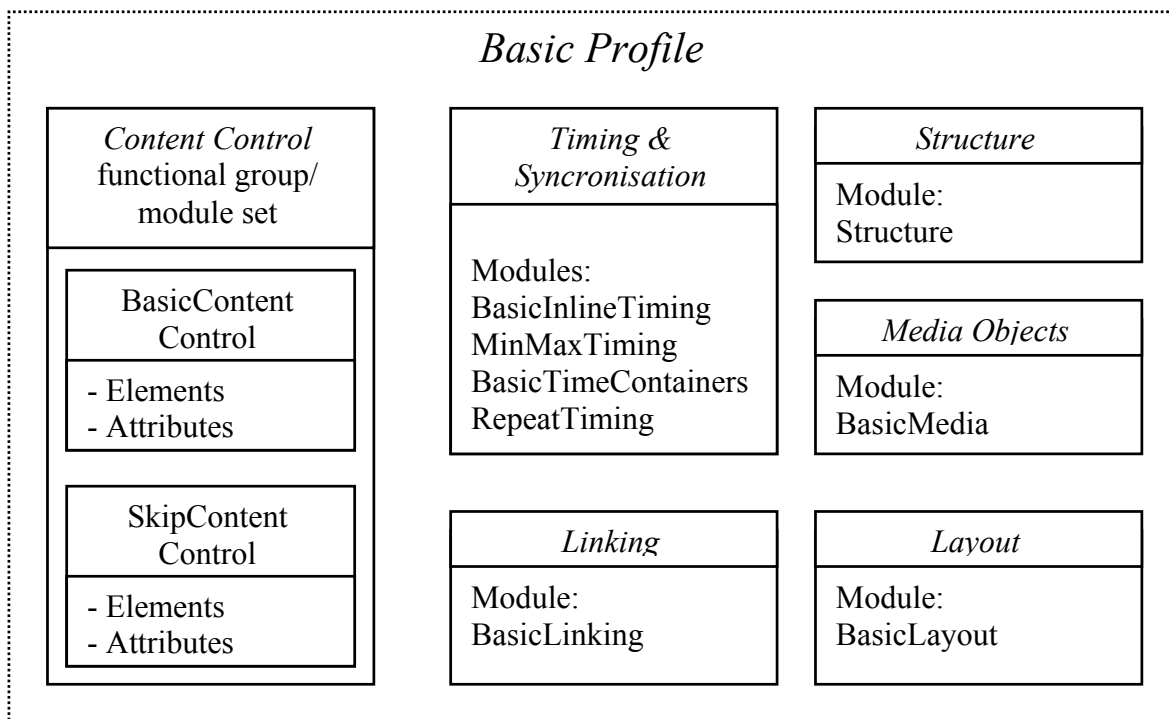 Basic Profile
Content Control
functional group/
module set
BasicContent
Control
- Elements
- Attributes
SkipContent
Control
- Elements
- Attributes
Timing &
Syncronisation
Modules:
BasicInlineTiming
MinMaxTiming
BasicTimeContainers
RepeatTiming
Linking
Module:
BasicLinking
Structure
Module:
Structure
Media Objects
Module:
BasicMedia
Layout
Module:
BasicLayout